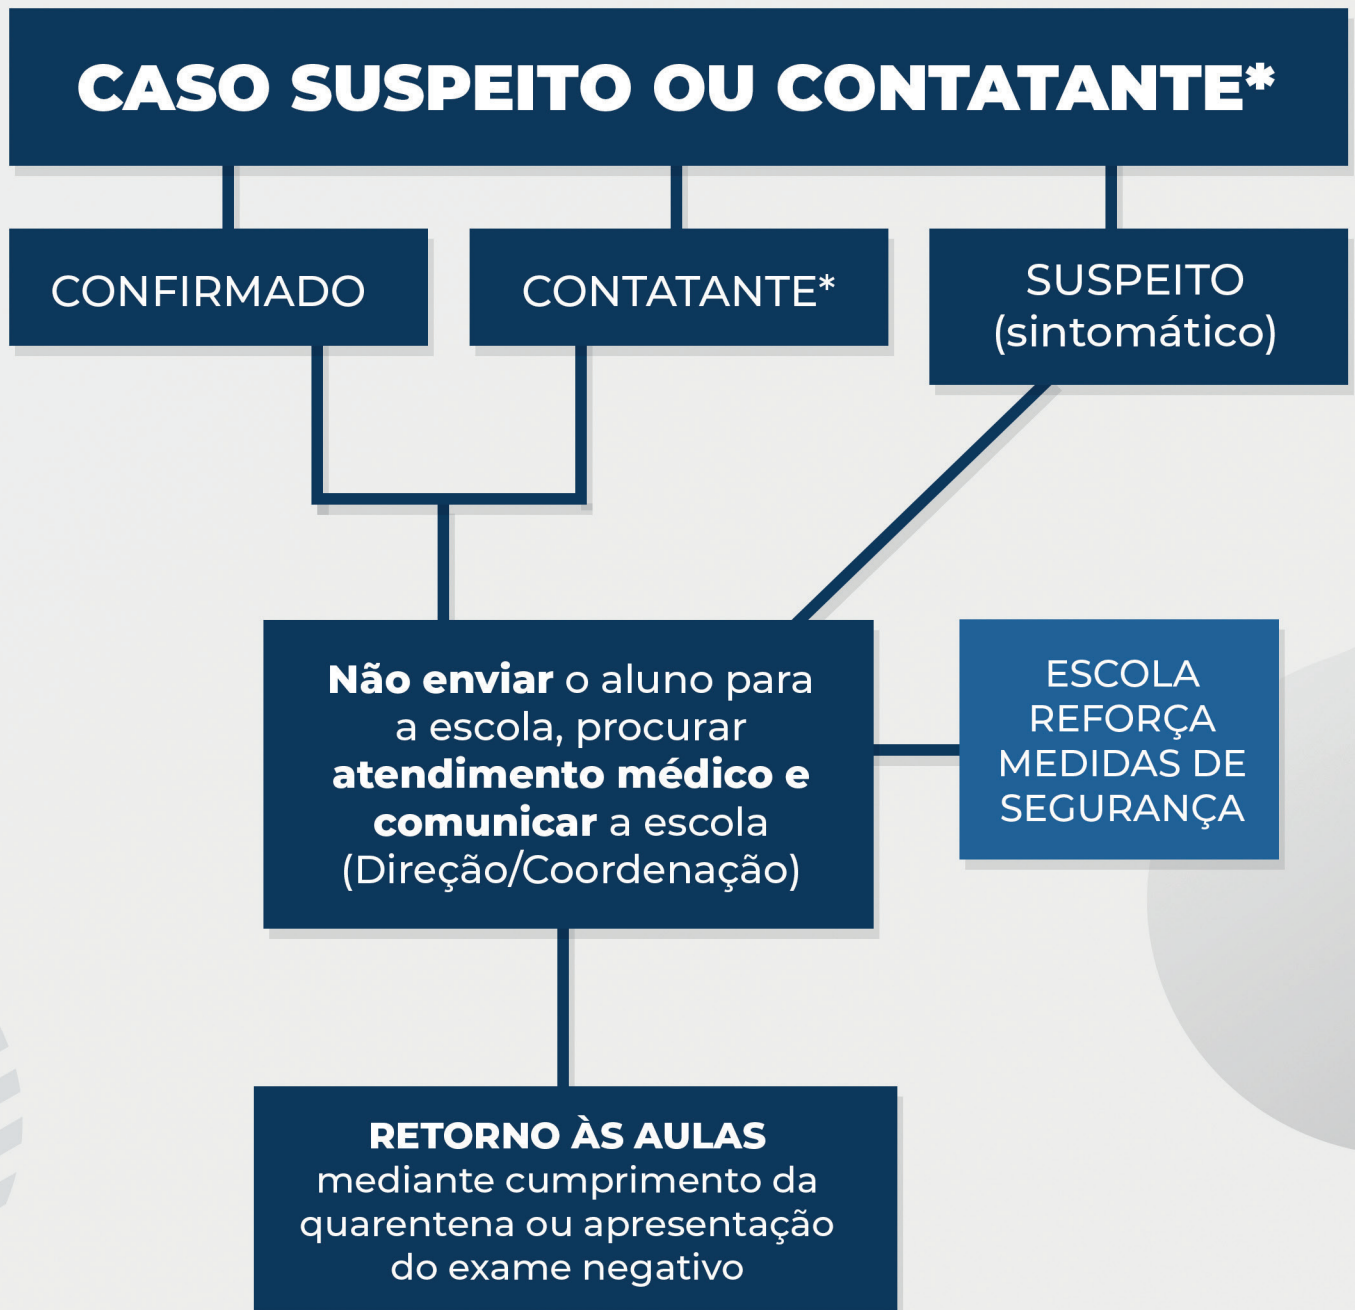 CASO SUSPEITO OU CONTATANTE*
CONFIRMADO
CONTATANTE*
SUSPEITO
(sintomático)
Não enviar o aluno para
a escola, procurar
atendimento médico e
comunicar a escola
(Direção/Coordenação)
ESCOLA
REFORÇA
MEDIDAS DE
SEGURANÇA
RETORNO ÀS AULAS
mediante cumprimento da
quarentena ou apresentação
do exame negativo